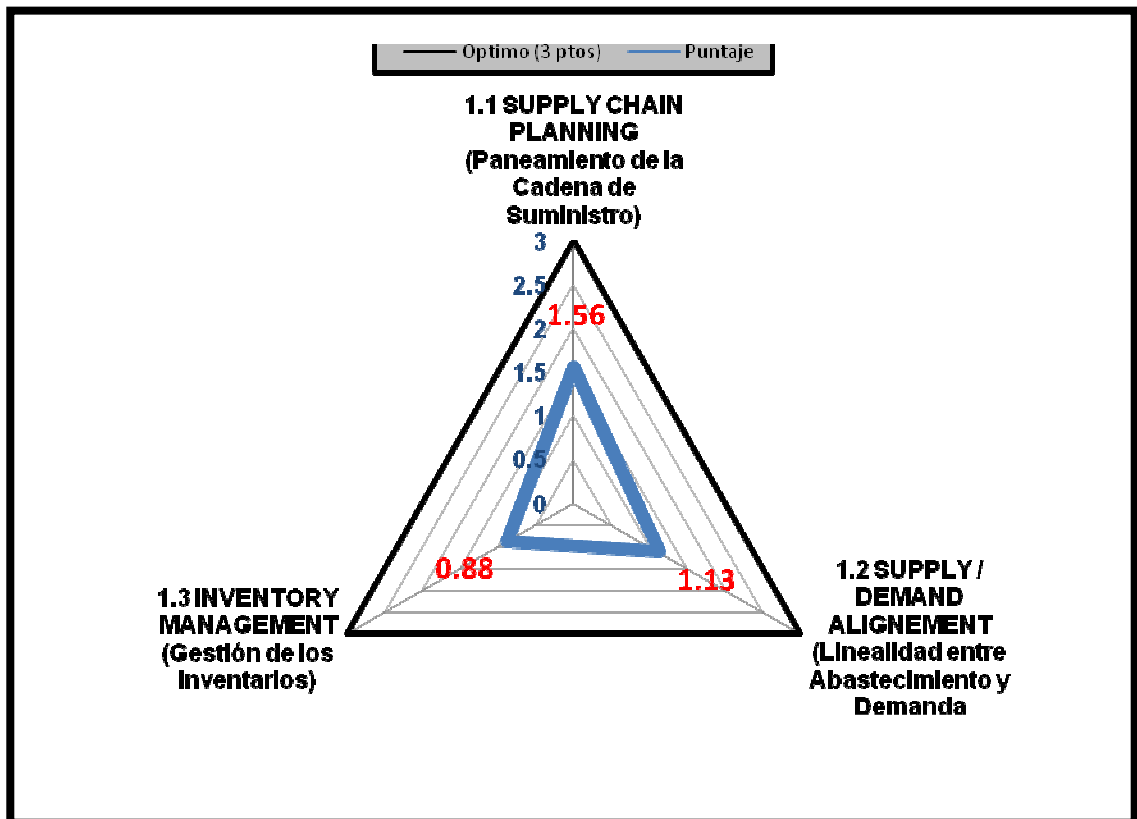 Optimo (3 ptos) Puntaje
1.1 SUPPLY CHAIN
PLANNING
(Paneamiento de la
Cadena de
Suministro)
3
2.5
1.56
2
1.5
1
0.5
0
0.88
1.13
1.3 INVENTORY
MANAGEMENT
(Gestión de los
Inventarios)
1.2 SUPPLY /
DEMAND
ALIGNEMENT
(Linealidad entre
Abastecimiento y
Demanda